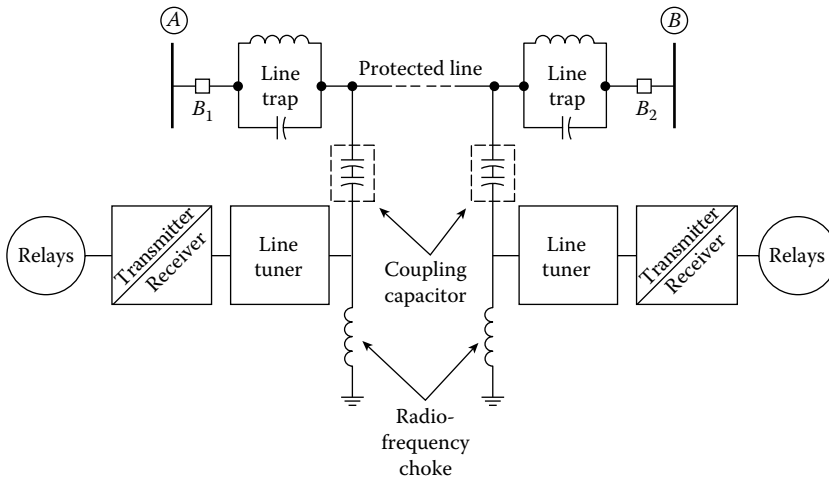 A
B
Line
trap
Protected line
Line
trap
B1
B2
Relays
Transmitter
Receiver
Line
tuner
Coupling
capacitor
Line
tuner
Transmitter
Receiver
Relays
Radio-
frequency
choke